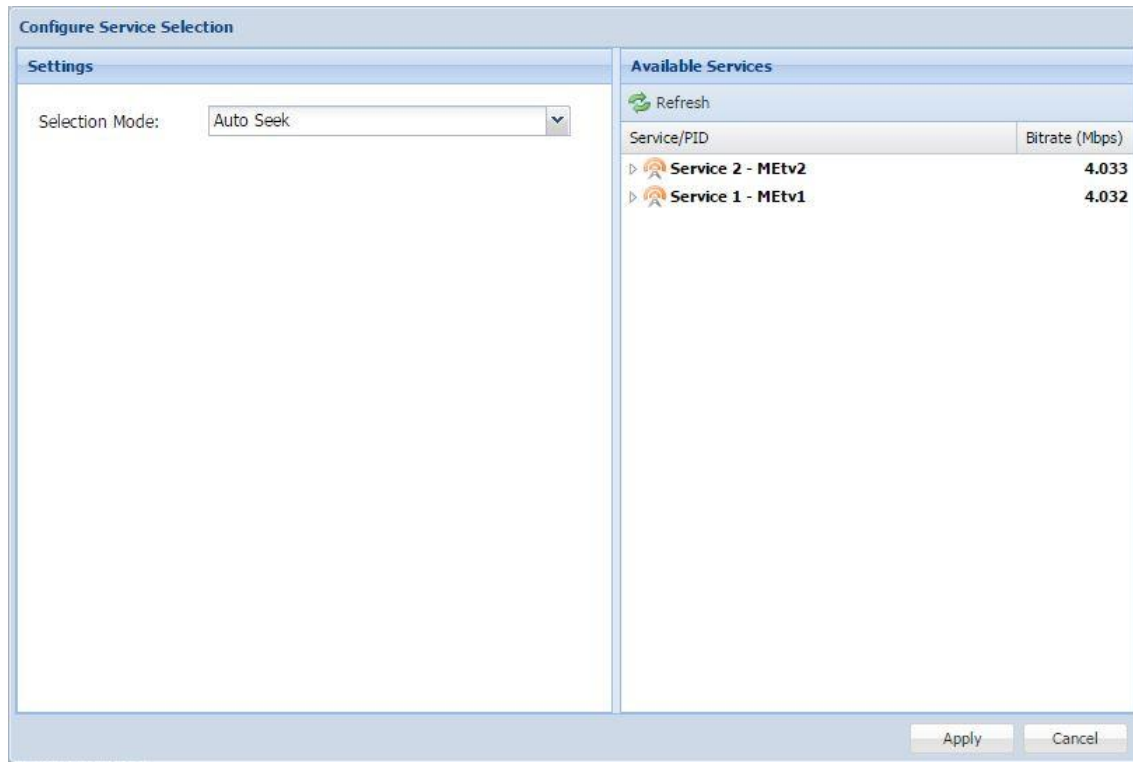 Configure Service Selection
Settings
Selection Mode: Auto Seek
Available Services
Refresh
Service/PID Bitrate (Mbps)
Service 2 - MEtv2 4.033
Service 1 - MEtv1 4.032
Apply Cancel